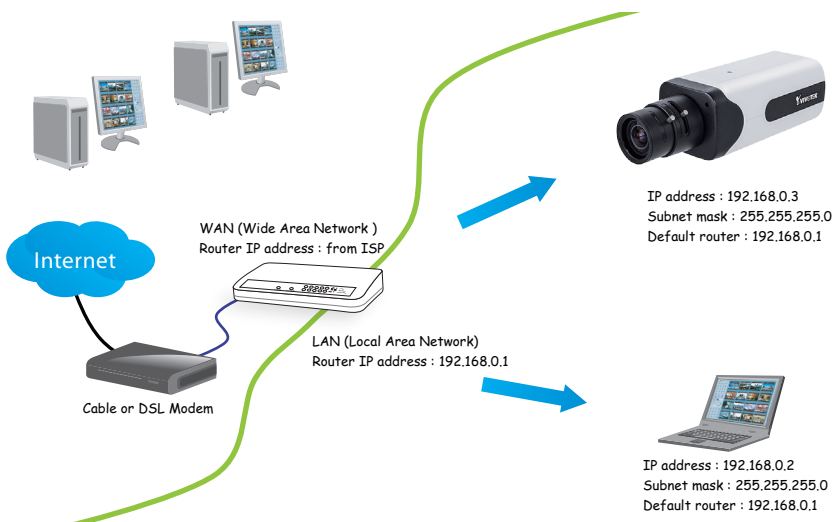 VIVOTEK
IP address : 192.168.0.3
Subnet mask : 255.255.255.0
Default router : 192.168.0.1
WAN (Wide Area Network )
Router IP address : from ISP
Internet
LAN (Local Area Network)
Router IP address : 192.168.0.1
Cable or DSL Modem
IP address : 192.168.0.2
Subnet mask : 255.255.255.0
Default router : 192.168.0.1